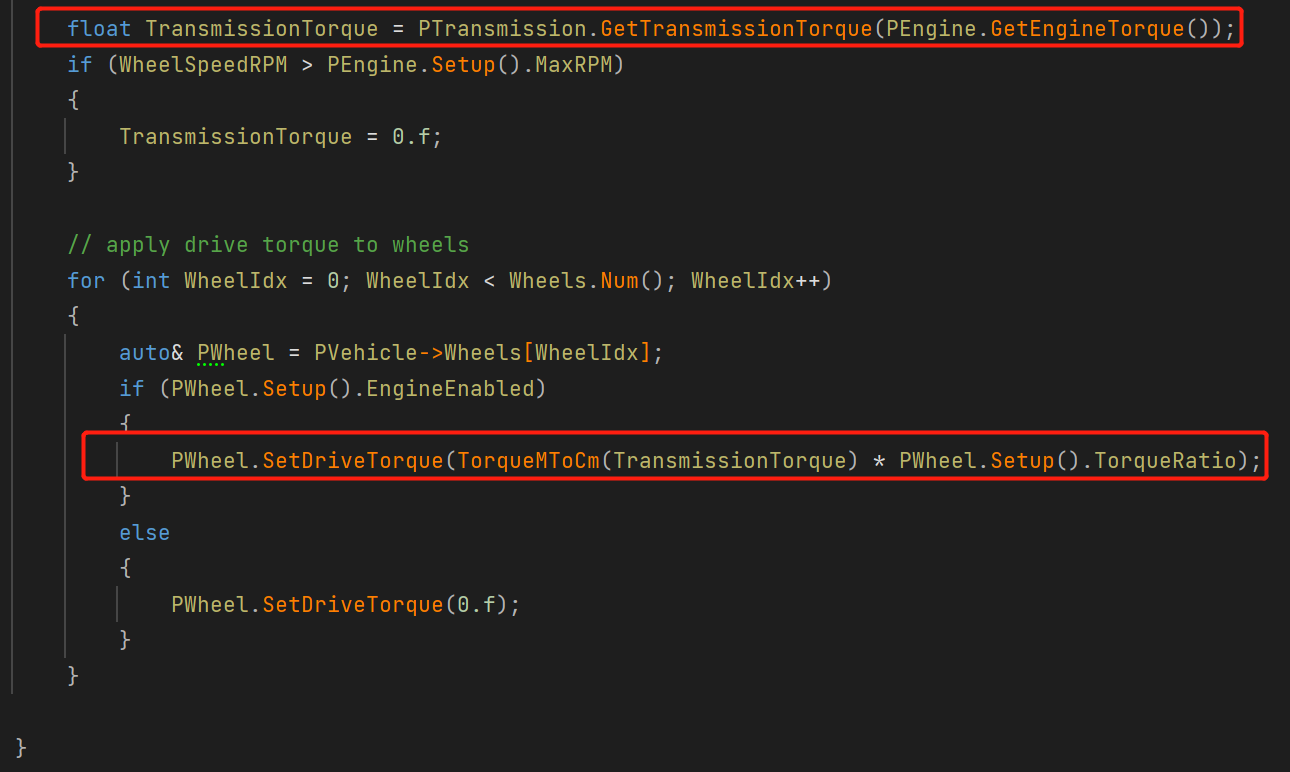 float TransmissionTorque = PTransmission.GetTransmissionTorque(PEngine.GetEngineTorque());
if (WheelSpeedRPM > PEngine.Setup().MaxRPM)
{
    TransmissionTorque = 0.f;
}
// apply drive torque to wheels
for (int WheelIdx = 0; WheelIdx < Wheels.Num(); WheelIdx++)
{
    auto& PWheel = PVehicle->Wheels[WheelIdx];
    if (PWheel.Setup().EngineEnabled)
    {
        PWheel.SetDriveTorque(TorqueMToCm(TransmissionTorque) * PWheel.Setup().TorqueRatio);
    }
    else
    {
        PWheel.SetDriveTorque(0.f);
    }
}
}